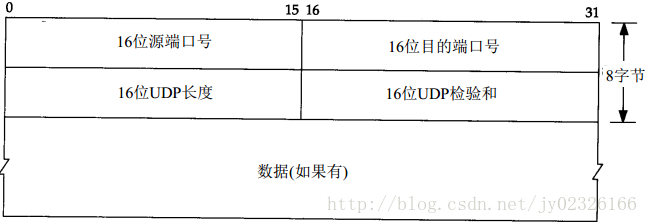 0 15 16 31
16位源端口号 16位目的端口号
8字节
16位UDP长度 16位UDP检验和
数据(如果有)
http://blog.csdn.net/jy02326166